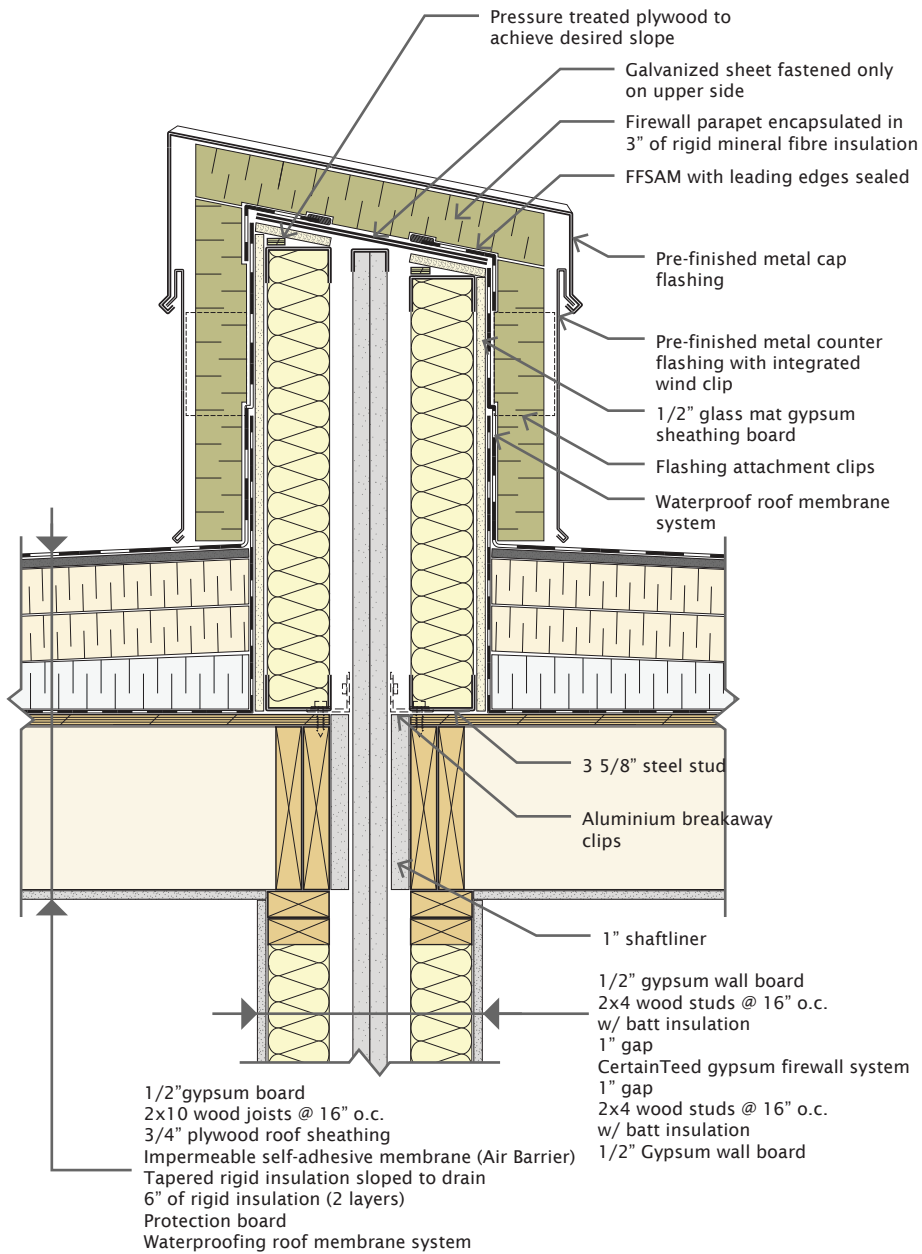 Pressure treated plywood to
achieve desired slope
Galvanized sheet fastened only
on upper side
Firewall parapet encapsulated in
3” of rigid mineral fibre insulation
FFSAM with leading edges sealed
Pre-finished metal cap
flashing
Pre-finished metal counter
flashing with integrated
wind clip
1/2” glass mat gypsum
sheathing board
Flashing attachment clips
Waterproof roof membrane
system
3 5/8” steel stud
Aluminium breakaway
clips
1” shaftliner
1/2” gypsum wall board
2x4 wood studs @ 16” o.c.
w/ batt insulation
1” gap
CertainTeed gypsum firewall system
1” gap
2x4 wood studs @ 16” o.c.
w/ batt insulation
1/2” Gypsum wall board
1/2”gypsum board
2x10 wood joists @ 16” o.c.
3/4” plywood roof sheathing
Impermeable self-adhesive membrane (Air Barrier)
Tapered rigid insulation sloped to drain
6” of rigid insulation (2 layers)
Protection board
Waterproofing roof membrane system